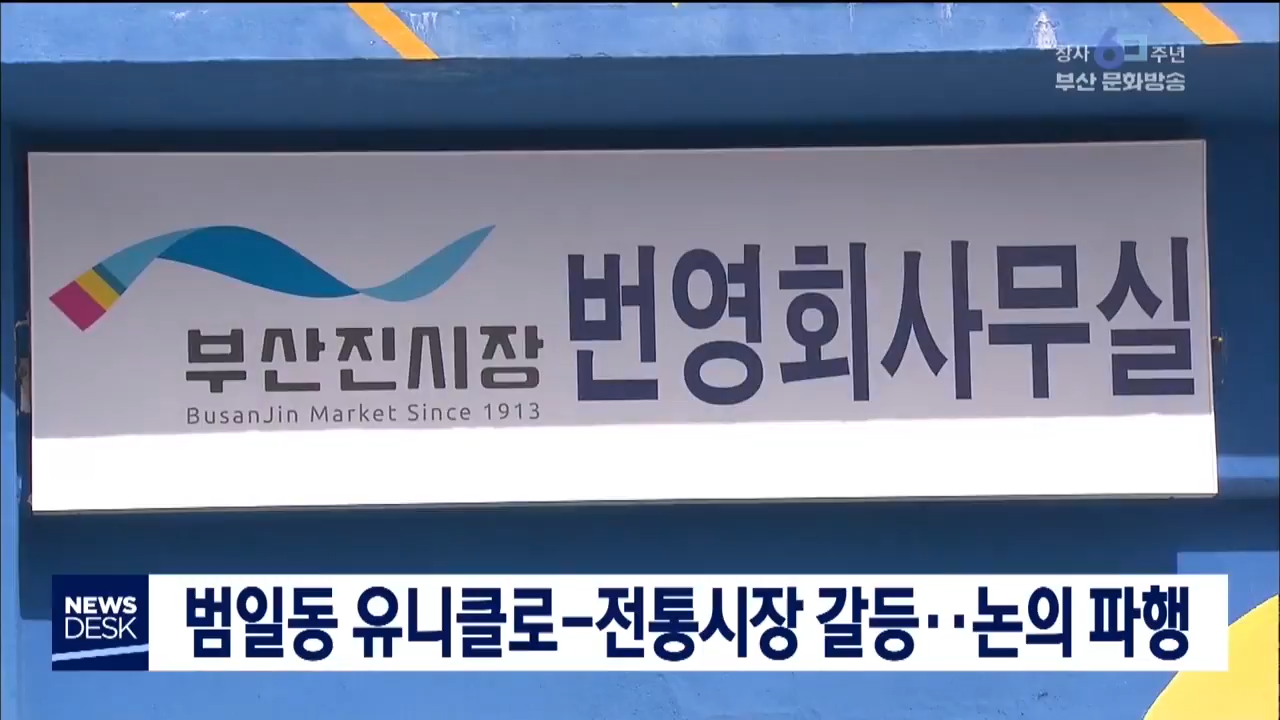 창사 60 주년
부산 문화방송
부산진시장 번영회사무실
BusanJin Market Since 1913
NEWS
DESK
범일동 유니클로-전통시장 갈등‥논의 파행